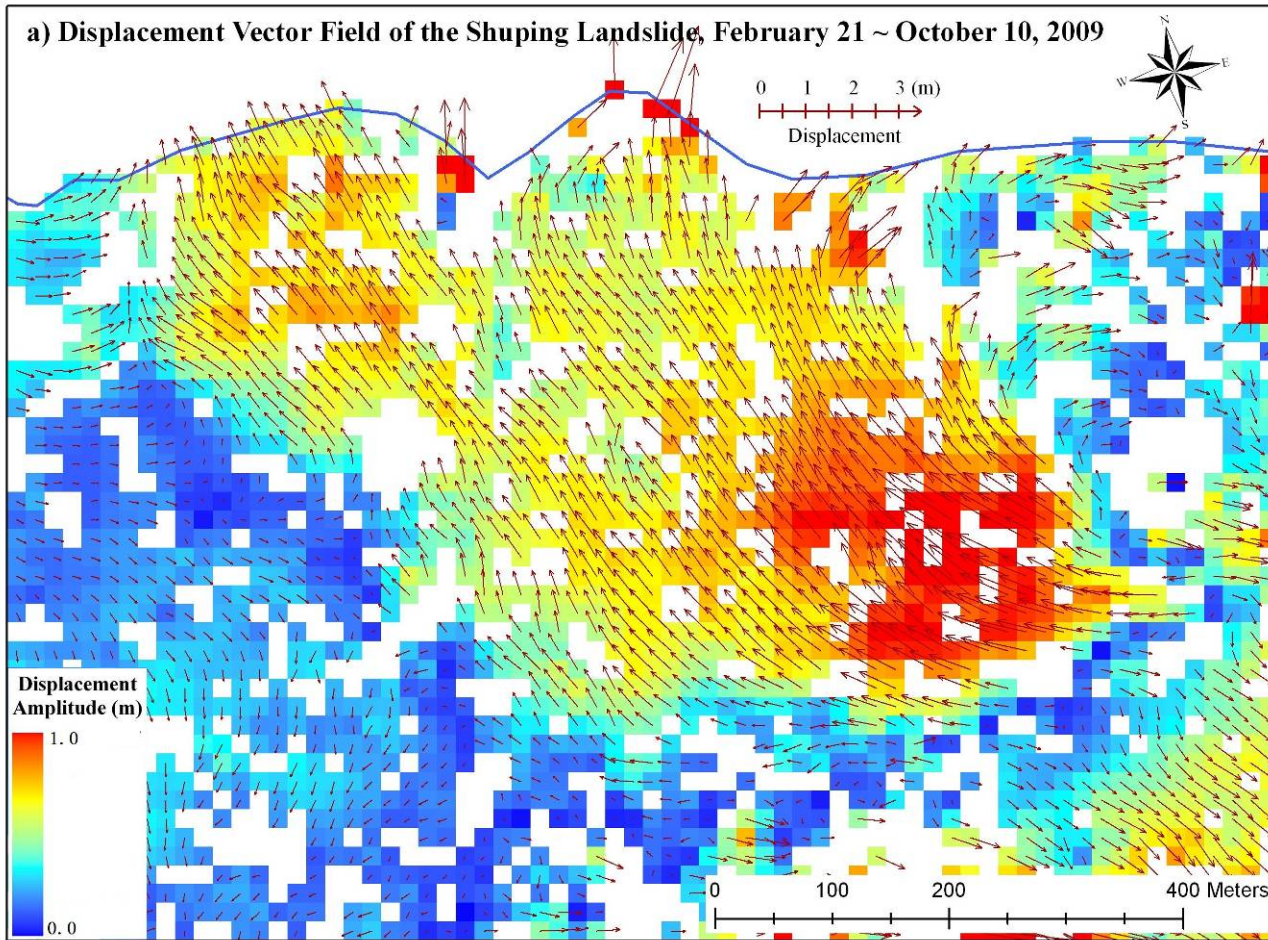 a) Displacement Vector Field of the Shuping Landslide, February 21 ~ October 10, 2009
N
E
W
S
0 1 2 3 (m)
Displacement
Displacement
Amplitude (m)
1.0
0.0
0 100 200 400 Meters